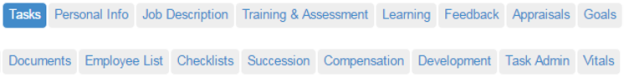 Tasks Personal Info Job Description Training & Assessment Learning Feedback Appraisals Goals
Documents Employee List Checklists Succession Compensation Development Task Admin Vitals